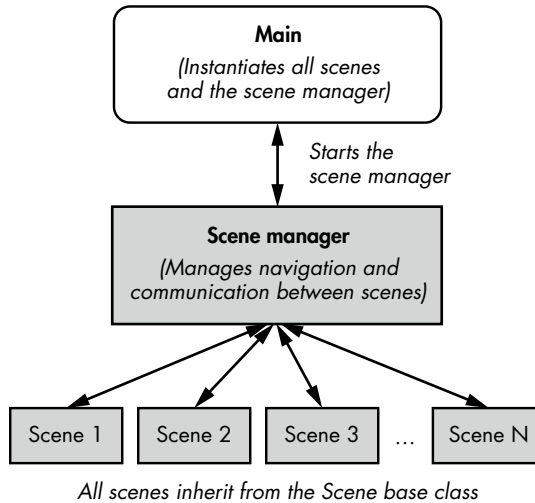 Main
(Instantiates all scenes
and the scene manager)
Starts the
scene manager
Scene manager
(Manages navigation and
communication between scenes)
Scene 1
Scene 2
Scene 3
...
Scene N
All scenes inherit from the Scene base class